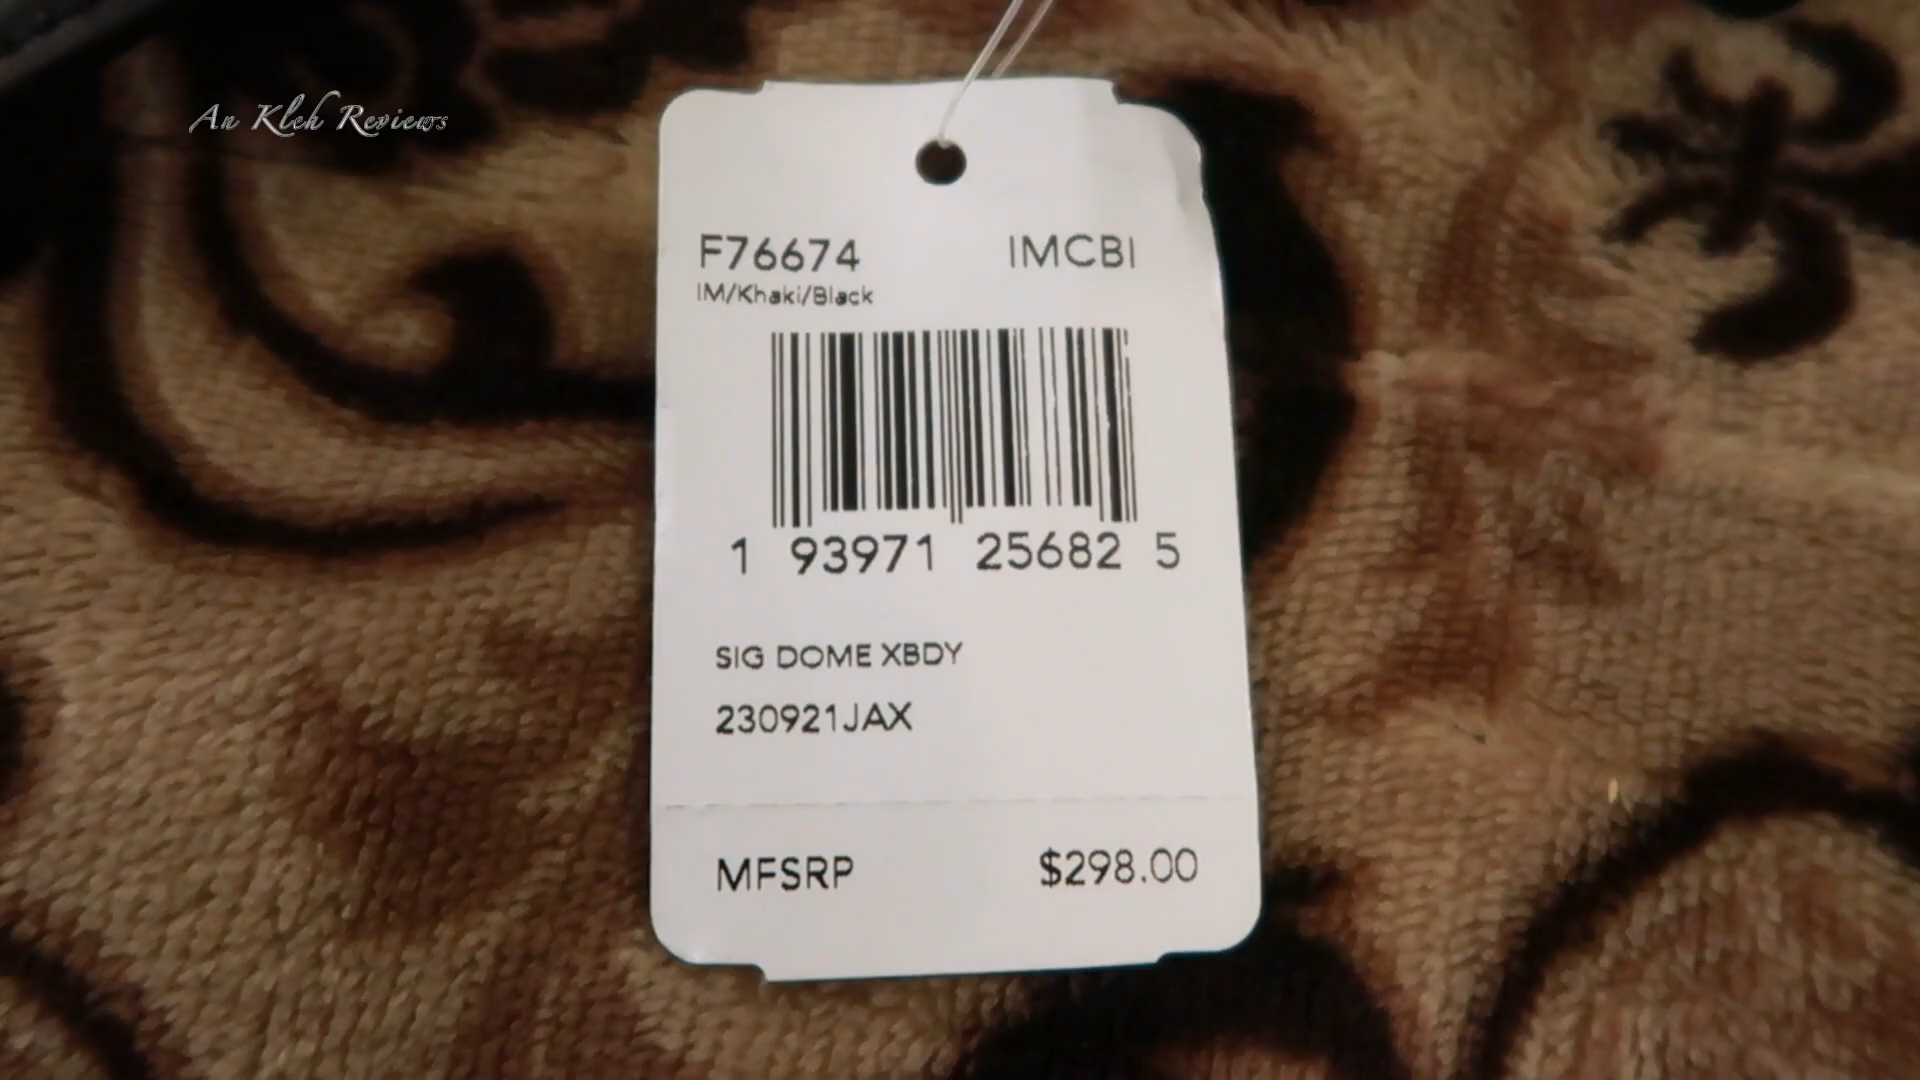 An Kleh Reviews
F76674 IMCBI
IM/Khaki/Black
1 93971 25682 5
SIG DOME XBDY
230921JAX
MFSRP $298.00